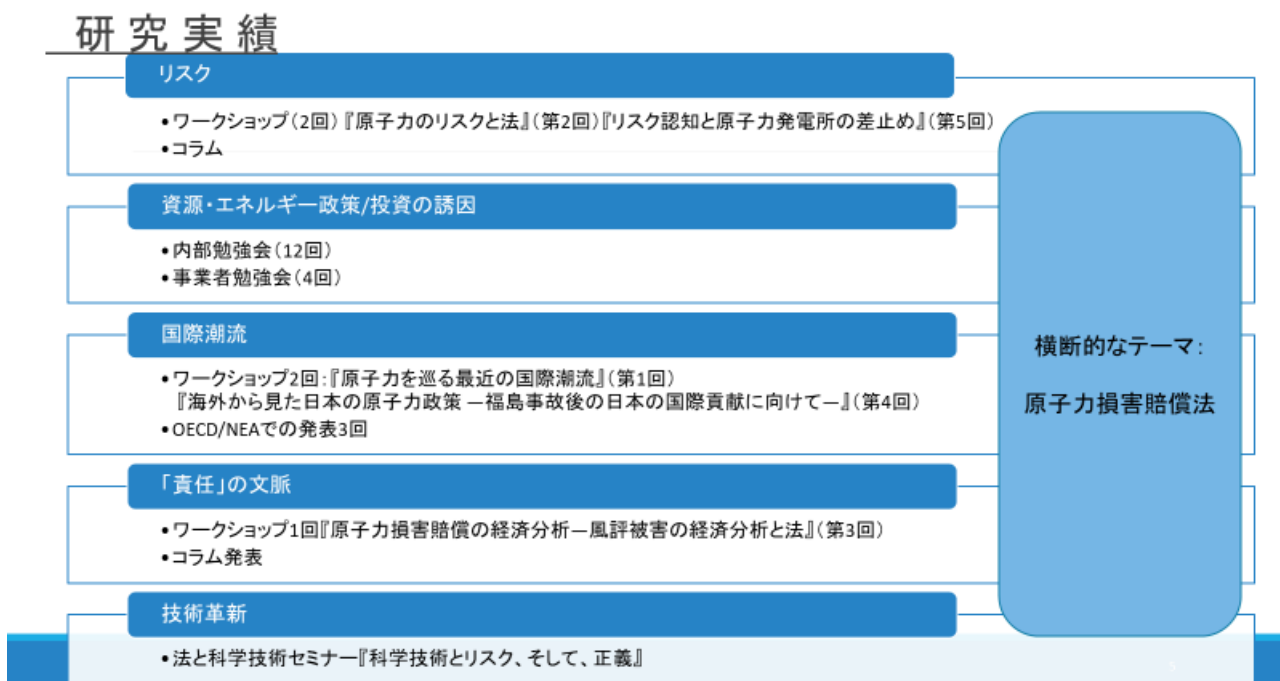 研究実績
リスク
•ワークショップ（2回）『原子力のリスクと法』（第2回）『リスク認知と原子力発電所の差止め』（第5回）
•コラム
資源・エネルギー政策/投資の誘因
•内部勉強会（12回）
•事業者勉強会（4回）
国際潮流
•ワークショップ2回：『原子力を巡る最近の国際潮流』（第1回）
『海外から見た日本の原子力政策 ―福島事故後の日本の国際貢献に向けて―』（第4回）
•OECD/NEAでの発表3回
「責任」の文脈
•ワークショップ1回『原子力損害賠償の経済分析―風評被害の経済分析と法』（第3回）
•コラム発表
技術革新
•法と科学技術セミナー『科学技術とリスク、そして、正義』
横断的なテーマ：
原子力損害賠償法